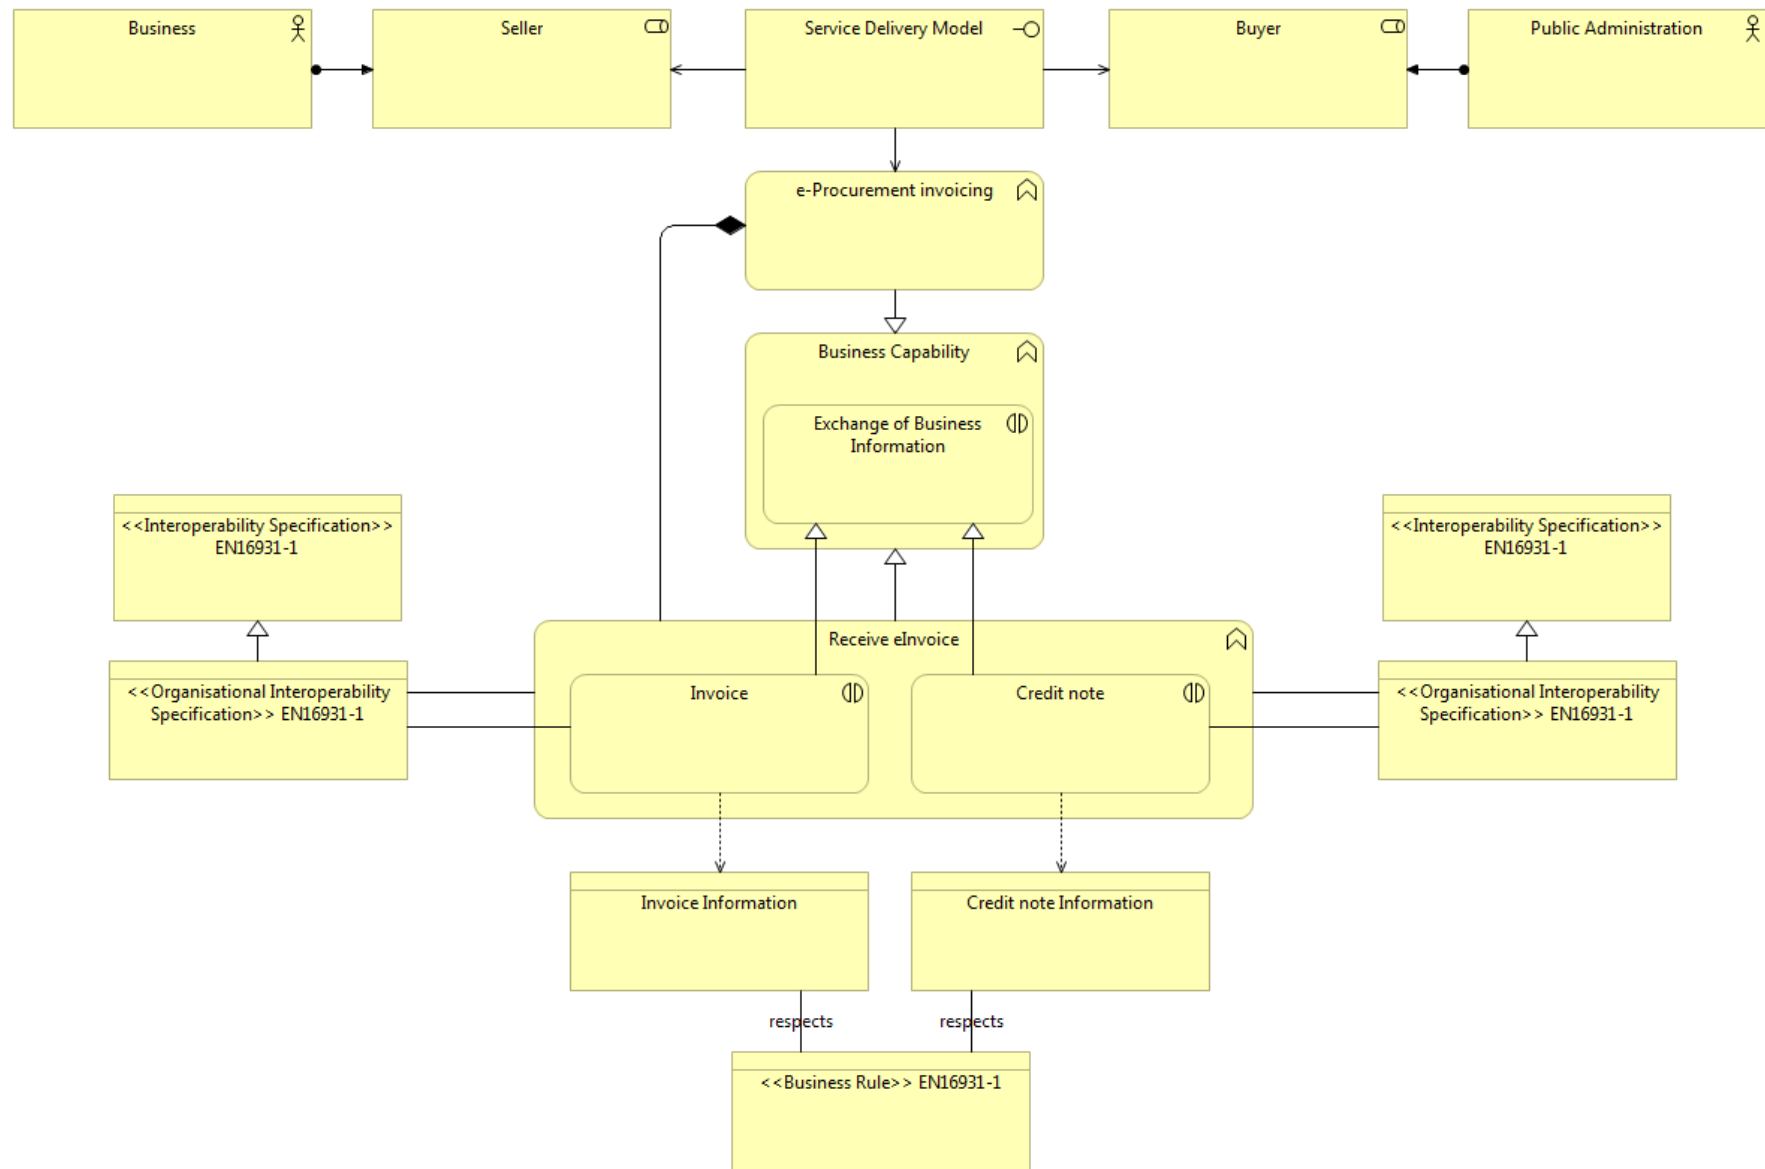 Business
Seller
Service Delivery Model
Buyer
Public Administration
e-Procurement invoicing
Business Capability
Exchange of Business
Information
<<Interoperability Specification>>
EN16931-1
<<Interoperability Specification>>
EN16931-1
Receive eInvoice
<<Organisational Interoperability
Specification>> EN16931-1
Invoice
Credit note
<<Organisational Interoperability
Specification>> EN16931-1
Invoice Information
Credit note Information
respects
respects
<<Business Rule>> EN16931-1